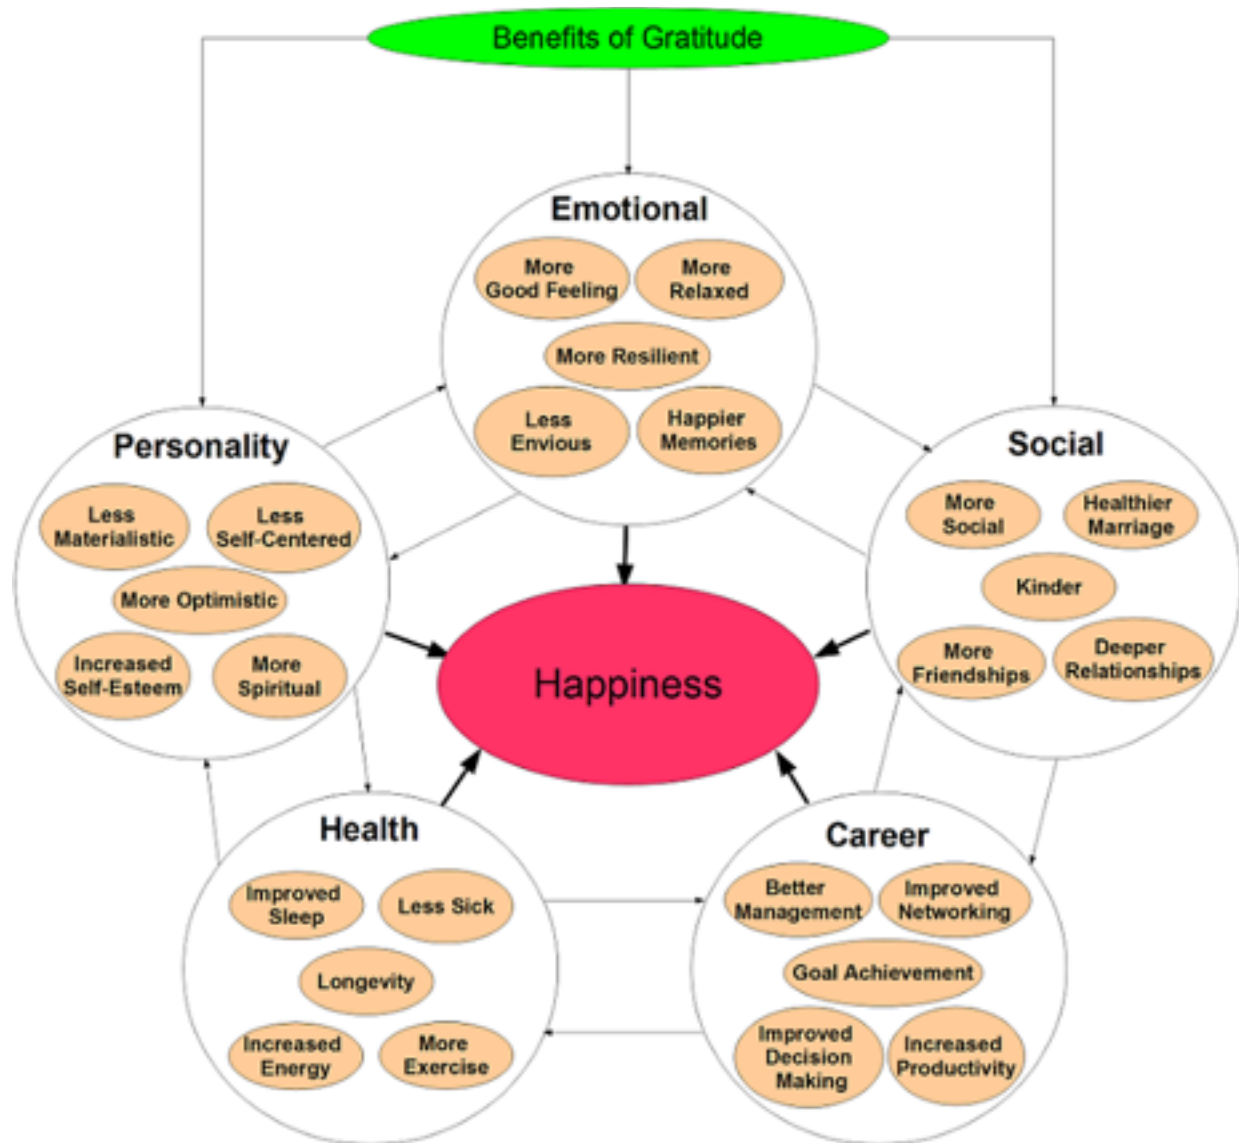 Benefits of Gratitude
Emotional
More
Good Feeling
More
Relaxed
More Resilient
Less
Envious
Happier
Memories
Personality
Less
Materialistic
Less
Self-Centered
More Optimistic
Increased
Self-Esteem
More
Spiritual
Social
More
Social
Healthier
Marriage
Kinder
More
Friendships
Deeper
Relationships
Happiness
Health
Improved
Sleep
Less Sick
Longevity
Increased
Energy
More
Exercise
Career
Better
Management
Improved
Networking
Goal Achievement
Improved
Decision
Making
Increased
Productivity